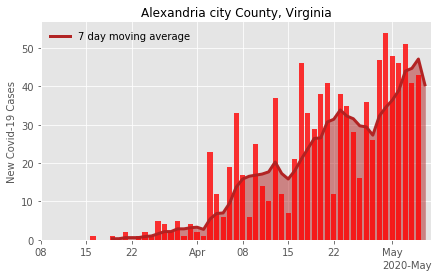 Alexandria city County, Virginia
7 day moving average
New Covid-19 Cases
50
40
30
20
10
0
08 15 22 Apr 08 15 22 May
2020-May